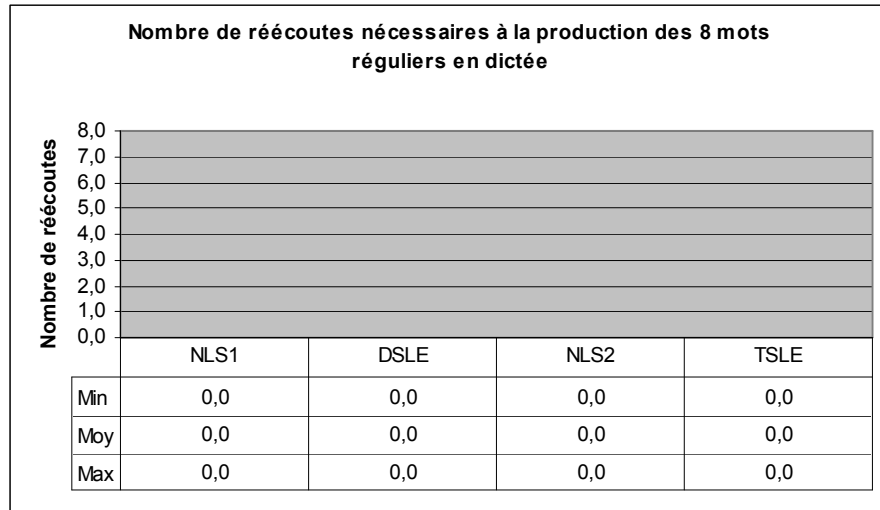 Nombre de réécoutes nécessaires à la production des 8 mots
réguliers en dictée
Nombre de réécoutes
8,0
7,0
6,0
5,0
4,0
3,0
2,0
1,0
0,0
NLS1 DSLE NLS2 TSLE
Min 0,0 0,0 0,0 0,0
Moy 0,0 0,0 0,0 0,0
Max 0,0 0,0 0,0 0,0